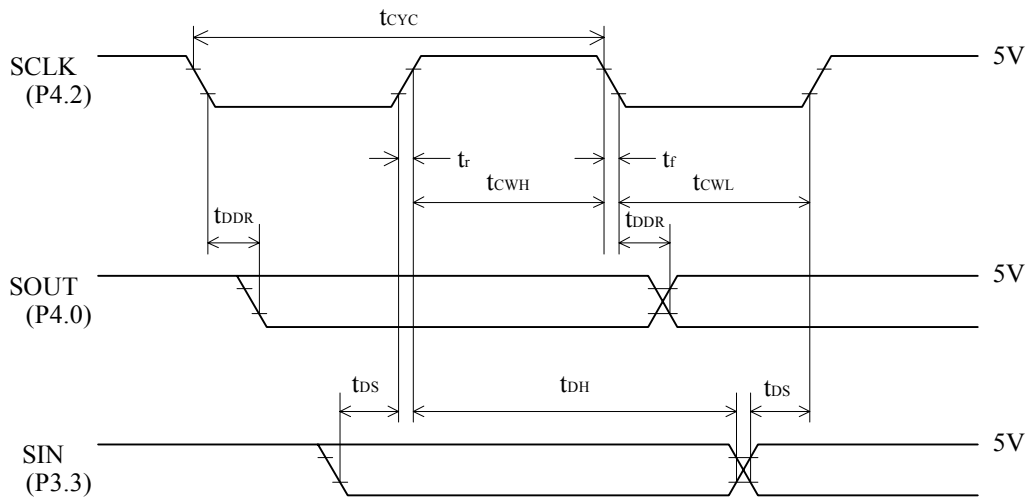 tCYC
SCLK
(P4.2)
5V
tr
tf
tCWH
tCWL
tDDR
tDDR
SOUT
(P4.0)
5V
tDS
tDH
tDS
SIN
(P3.3)
5V